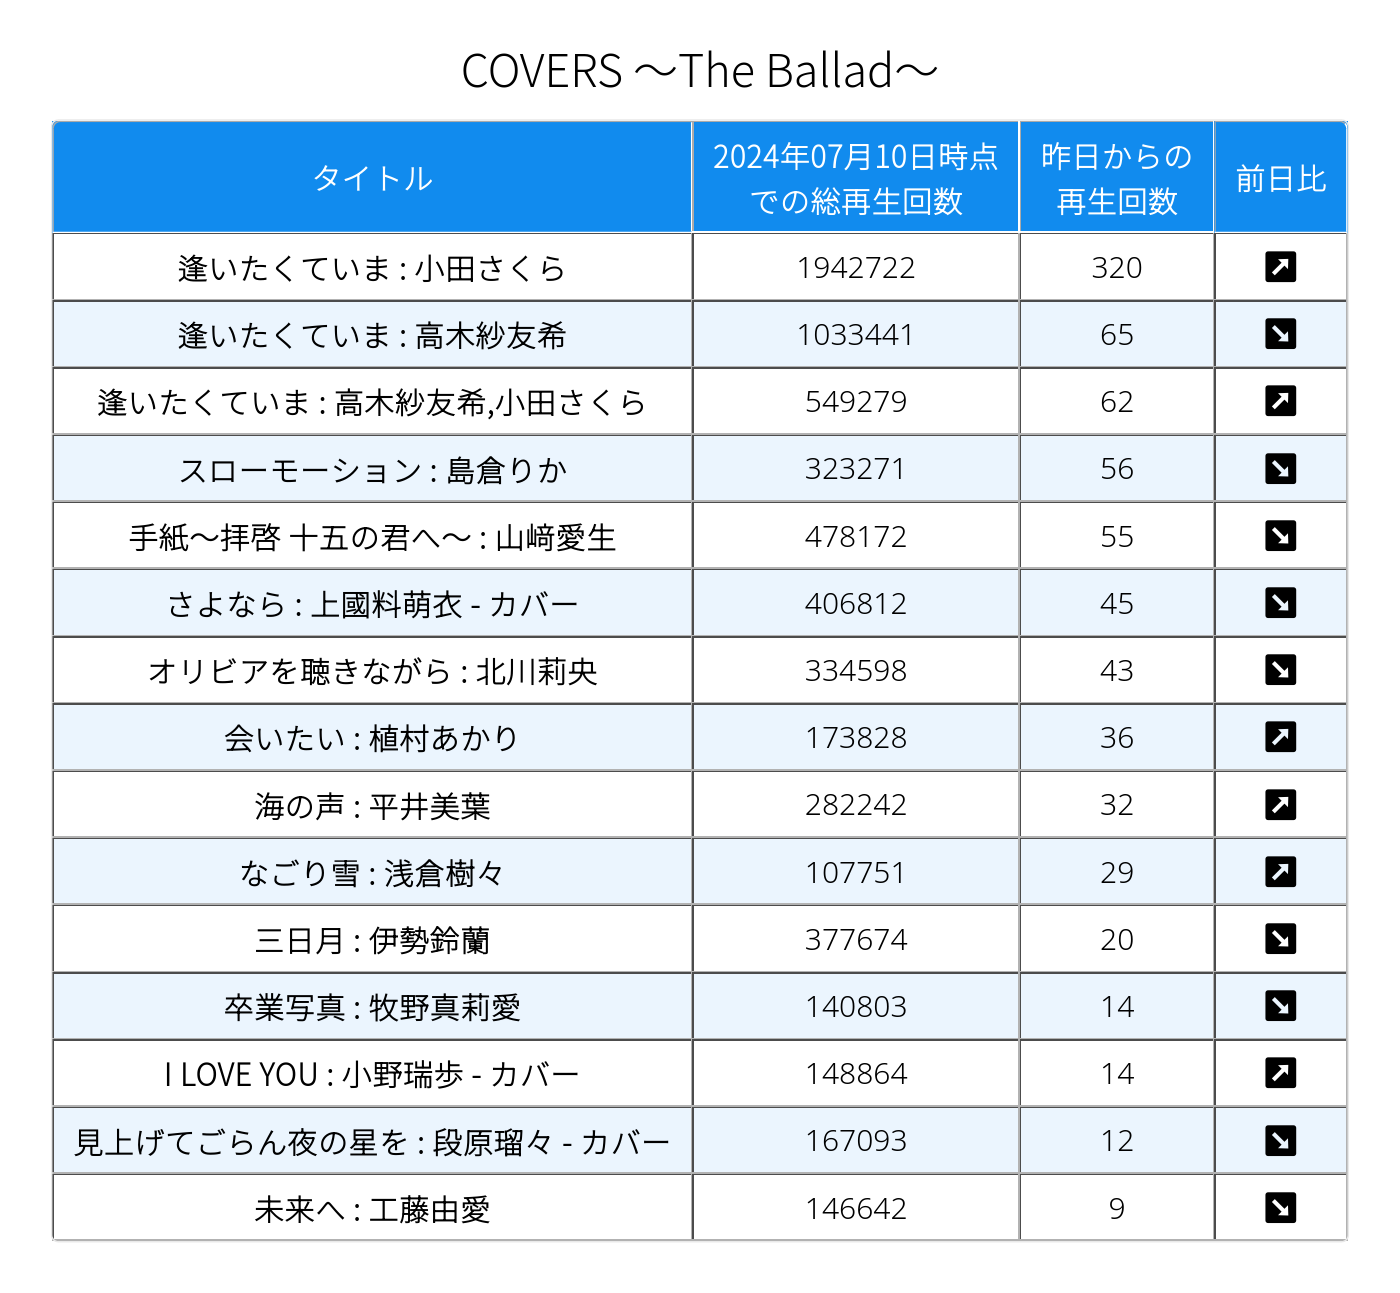 COVERS ～The Ballad～
タイトル 2024年07月10日時点での総再生回数 昨日からの再生回数 前日比
逢いたくていま : 小田さくら 1942722 320 ↗
逢いたくていま : 高木紗友希 1033441 65 ↘
逢いたくていま : 高木紗友希,小田さくら 549279 62 ↗
スローモーション : 島倉りか 323271 56 ↘
手紙～拝啓 十五の君へ～ : 山﨑愛生 478172 55 ↘
さよなら : 上國料萌衣 - カバー 406812 45 ↘
オリビアを聴きながら : 北川莉央 334598 43 ↘
会いたい : 植村あかり 173828 36 ↗
海の声 : 平井美葉 282242 32 ↗
なごり雪 : 浅倉樹々 107751 29 ↗
三日月 : 伊勢鈴蘭 377674 20 ↘
卒業写真 : 牧野真莉愛 140803 14 ↘
I LOVE YOU : 小野瑞歩 - カバー 148864 14 ↗
見上げてごらん夜の星を : 段原瑠々 - カバー 167093 12 ↘
未来へ : 工藤由愛 146642 9 ↘